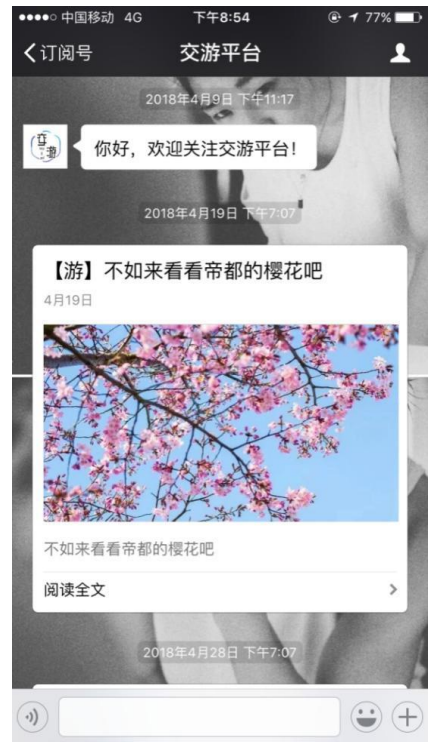 中国移动 4G 下午8:54 77%
订阅号 交游平台
2018年4月9日 下午11:17
你好，欢迎关注交游平台！
2018年4月19日 下午7:07
【游】不如来看看帝都的樱花吧
4月19日
不如来看看帝都的樱花吧
阅读全文
2018年4月28日 下午7:07